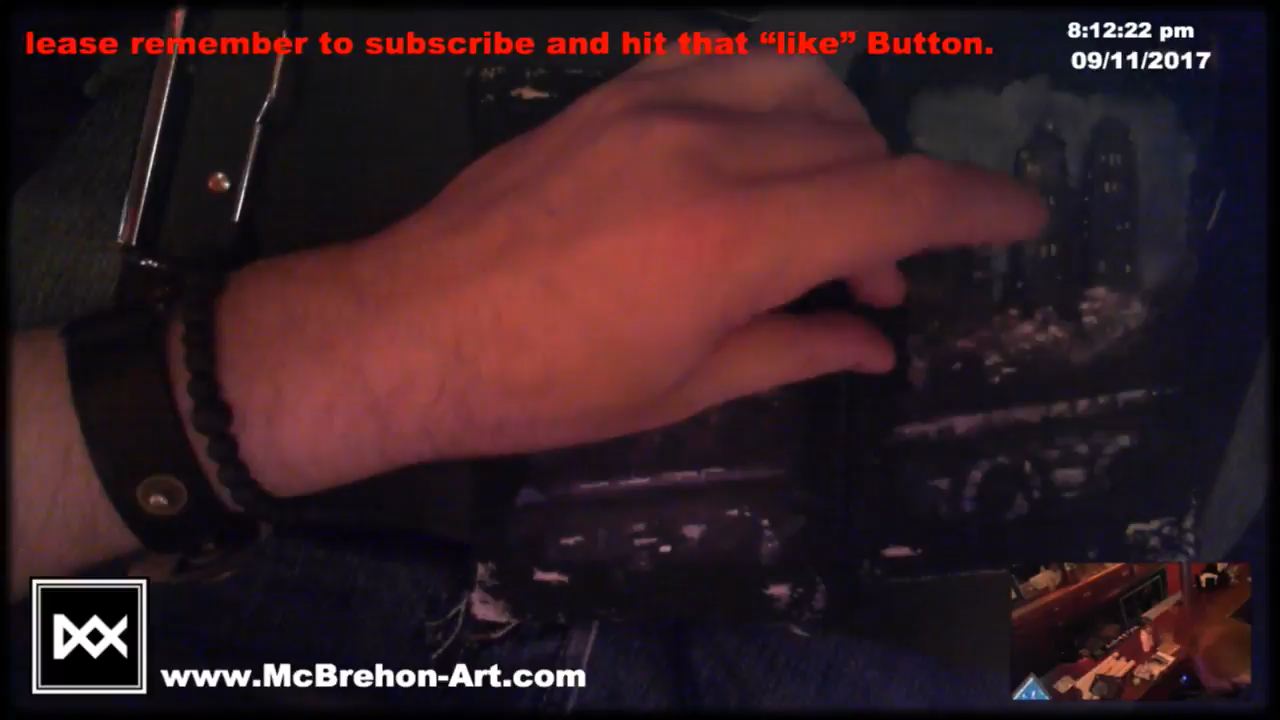 lease remember to subscribe and hit that “like” Button.
8:12:22 pm
09/11/2017
www.McBrehon-Art.com